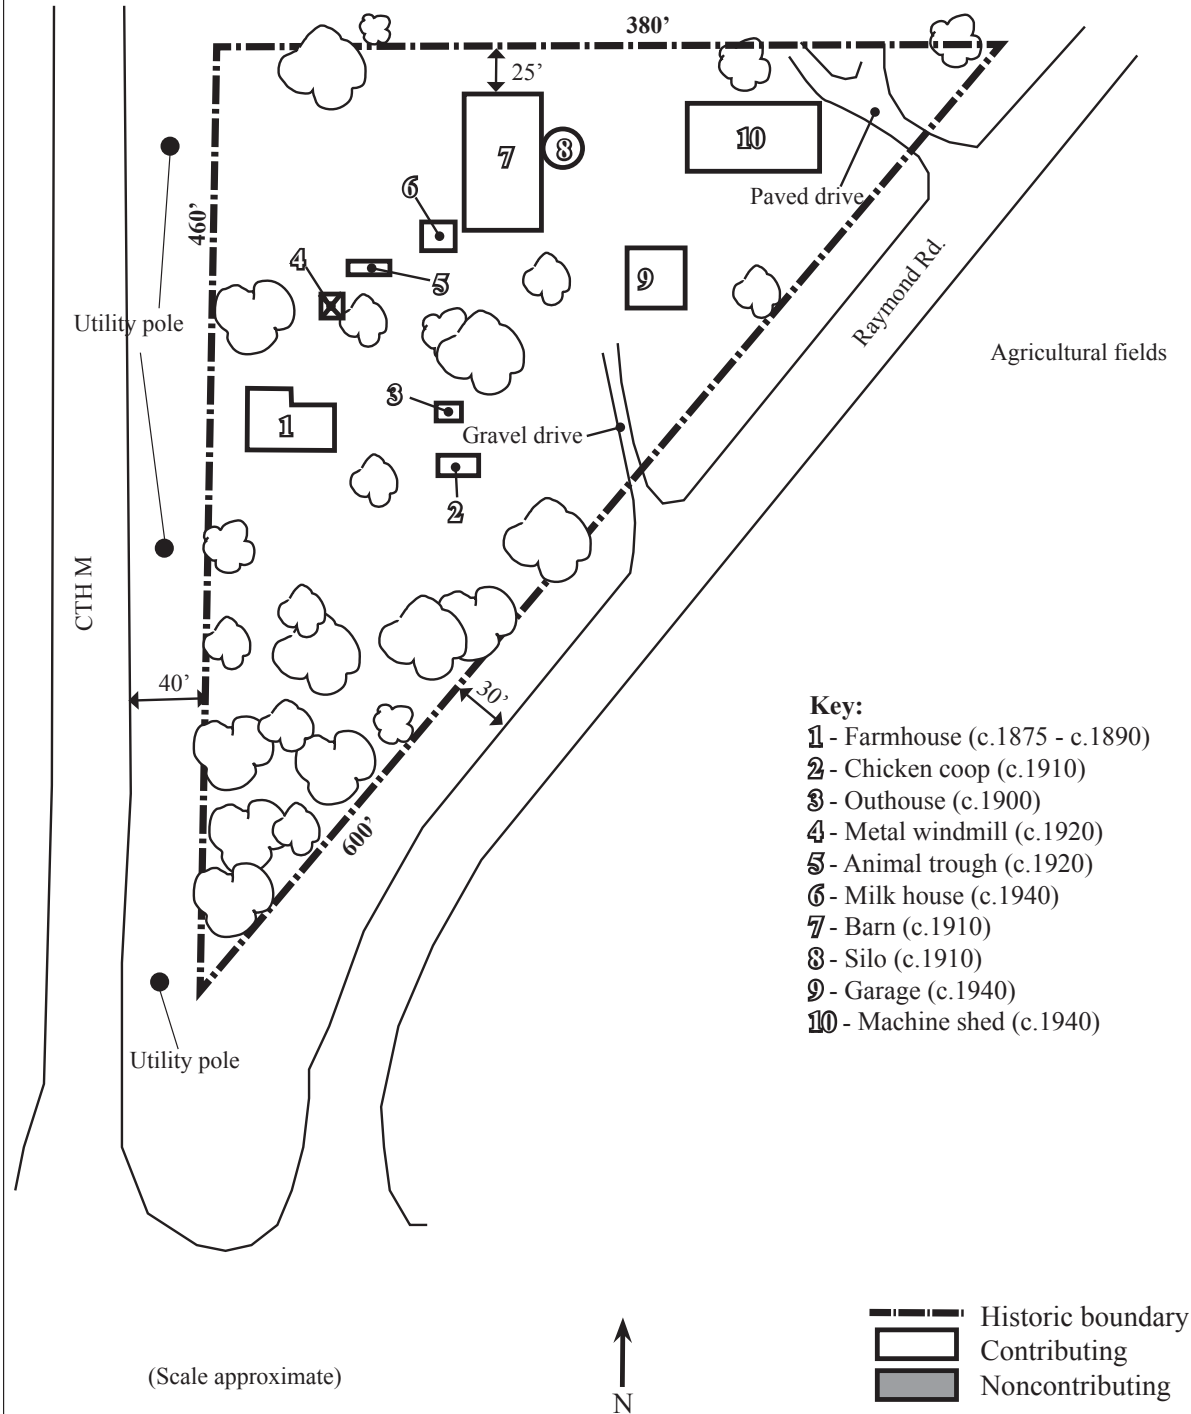 380’
25’
10
7
8
Paved drive
6
460’
4
5
9
Raymond Rd.
Utility pole
Agricultural fields
3
1
Gravel drive
2
CTH M
40’
30’
600’
Key:
1 - Farmhouse (c.1875 - c.1890)
2 - Chicken coop (c.1910)
3 - Outhouse (c.1900)
4 - Metal windmill (c.1920)
5 - Animal trough (c.1920)
6 - Milk house (c.1940)
7 - Barn (c.1910)
8 - Silo (c.1910)
9 - Garage (c.1940)
10 - Machine shed (c.1940)
Utility pole
Historic boundary
Contributing
Noncontributing
(Scale approximate)
N